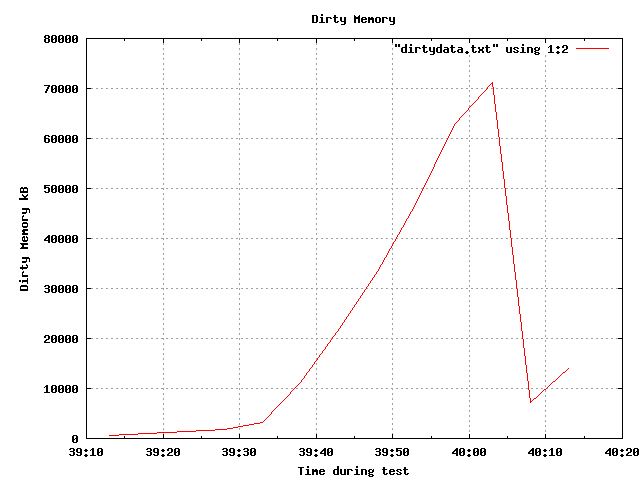 Dirty Memory
"dirtydata.txt" using 1:2
80000
70000
60000
50000
40000
30000
20000
10000
0
Dirty Memory kB
39:10 39:20 39:30 39:40 39:50 40:00 40:10 40:20
Time during test